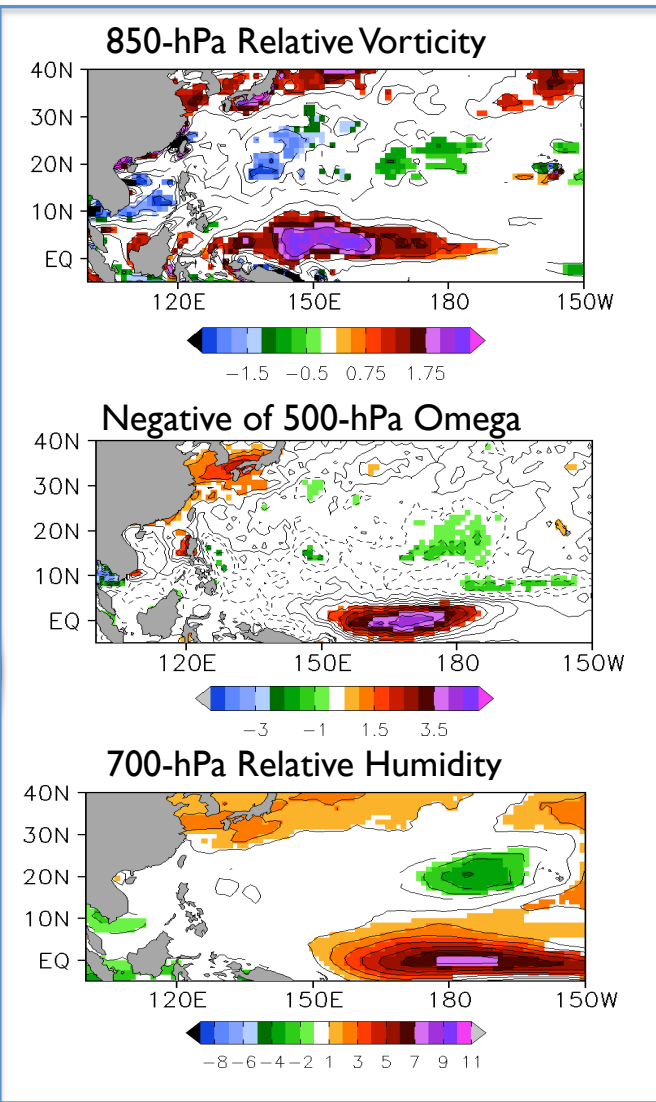 850-hPa Relative Vorticity
40N
30N
20N
10N
EQ
120E 150E 180 150W
−1.5 −0.5 0.75 1.75
Negative of 500-hPa Omega
40N
30N
20N
10N
EQ
120E 150E 180 150W
−3 −1 1.5 3.5
700-hPa Relative Humidity
40N
30N
20N
10N
EQ
120E 150E 180 150W
−8 −6 −4 −2 1 3 5 7 9 11